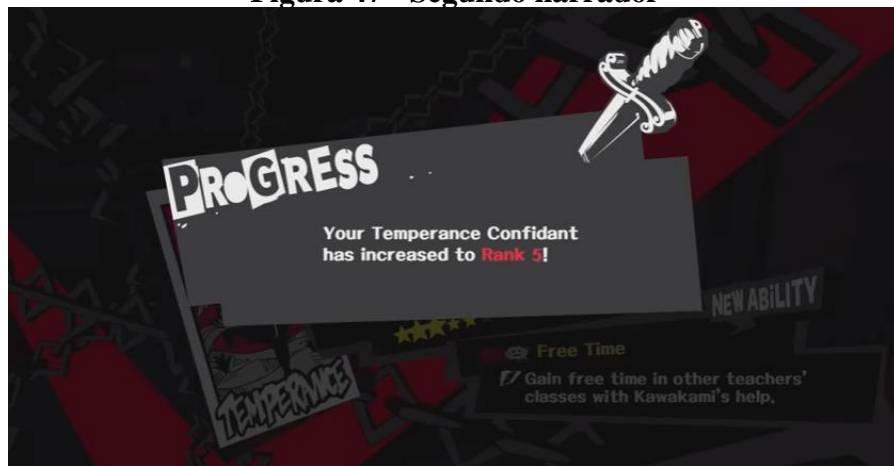 Figura 47 - Segundo narrador
PRoGRESS
Your Temperance Confidant
has increased to Rank 5!
NEW ABiLITY
Free Time
Gain free time in other teachers'
classes with Kawakami's help.
TEMPERANCE